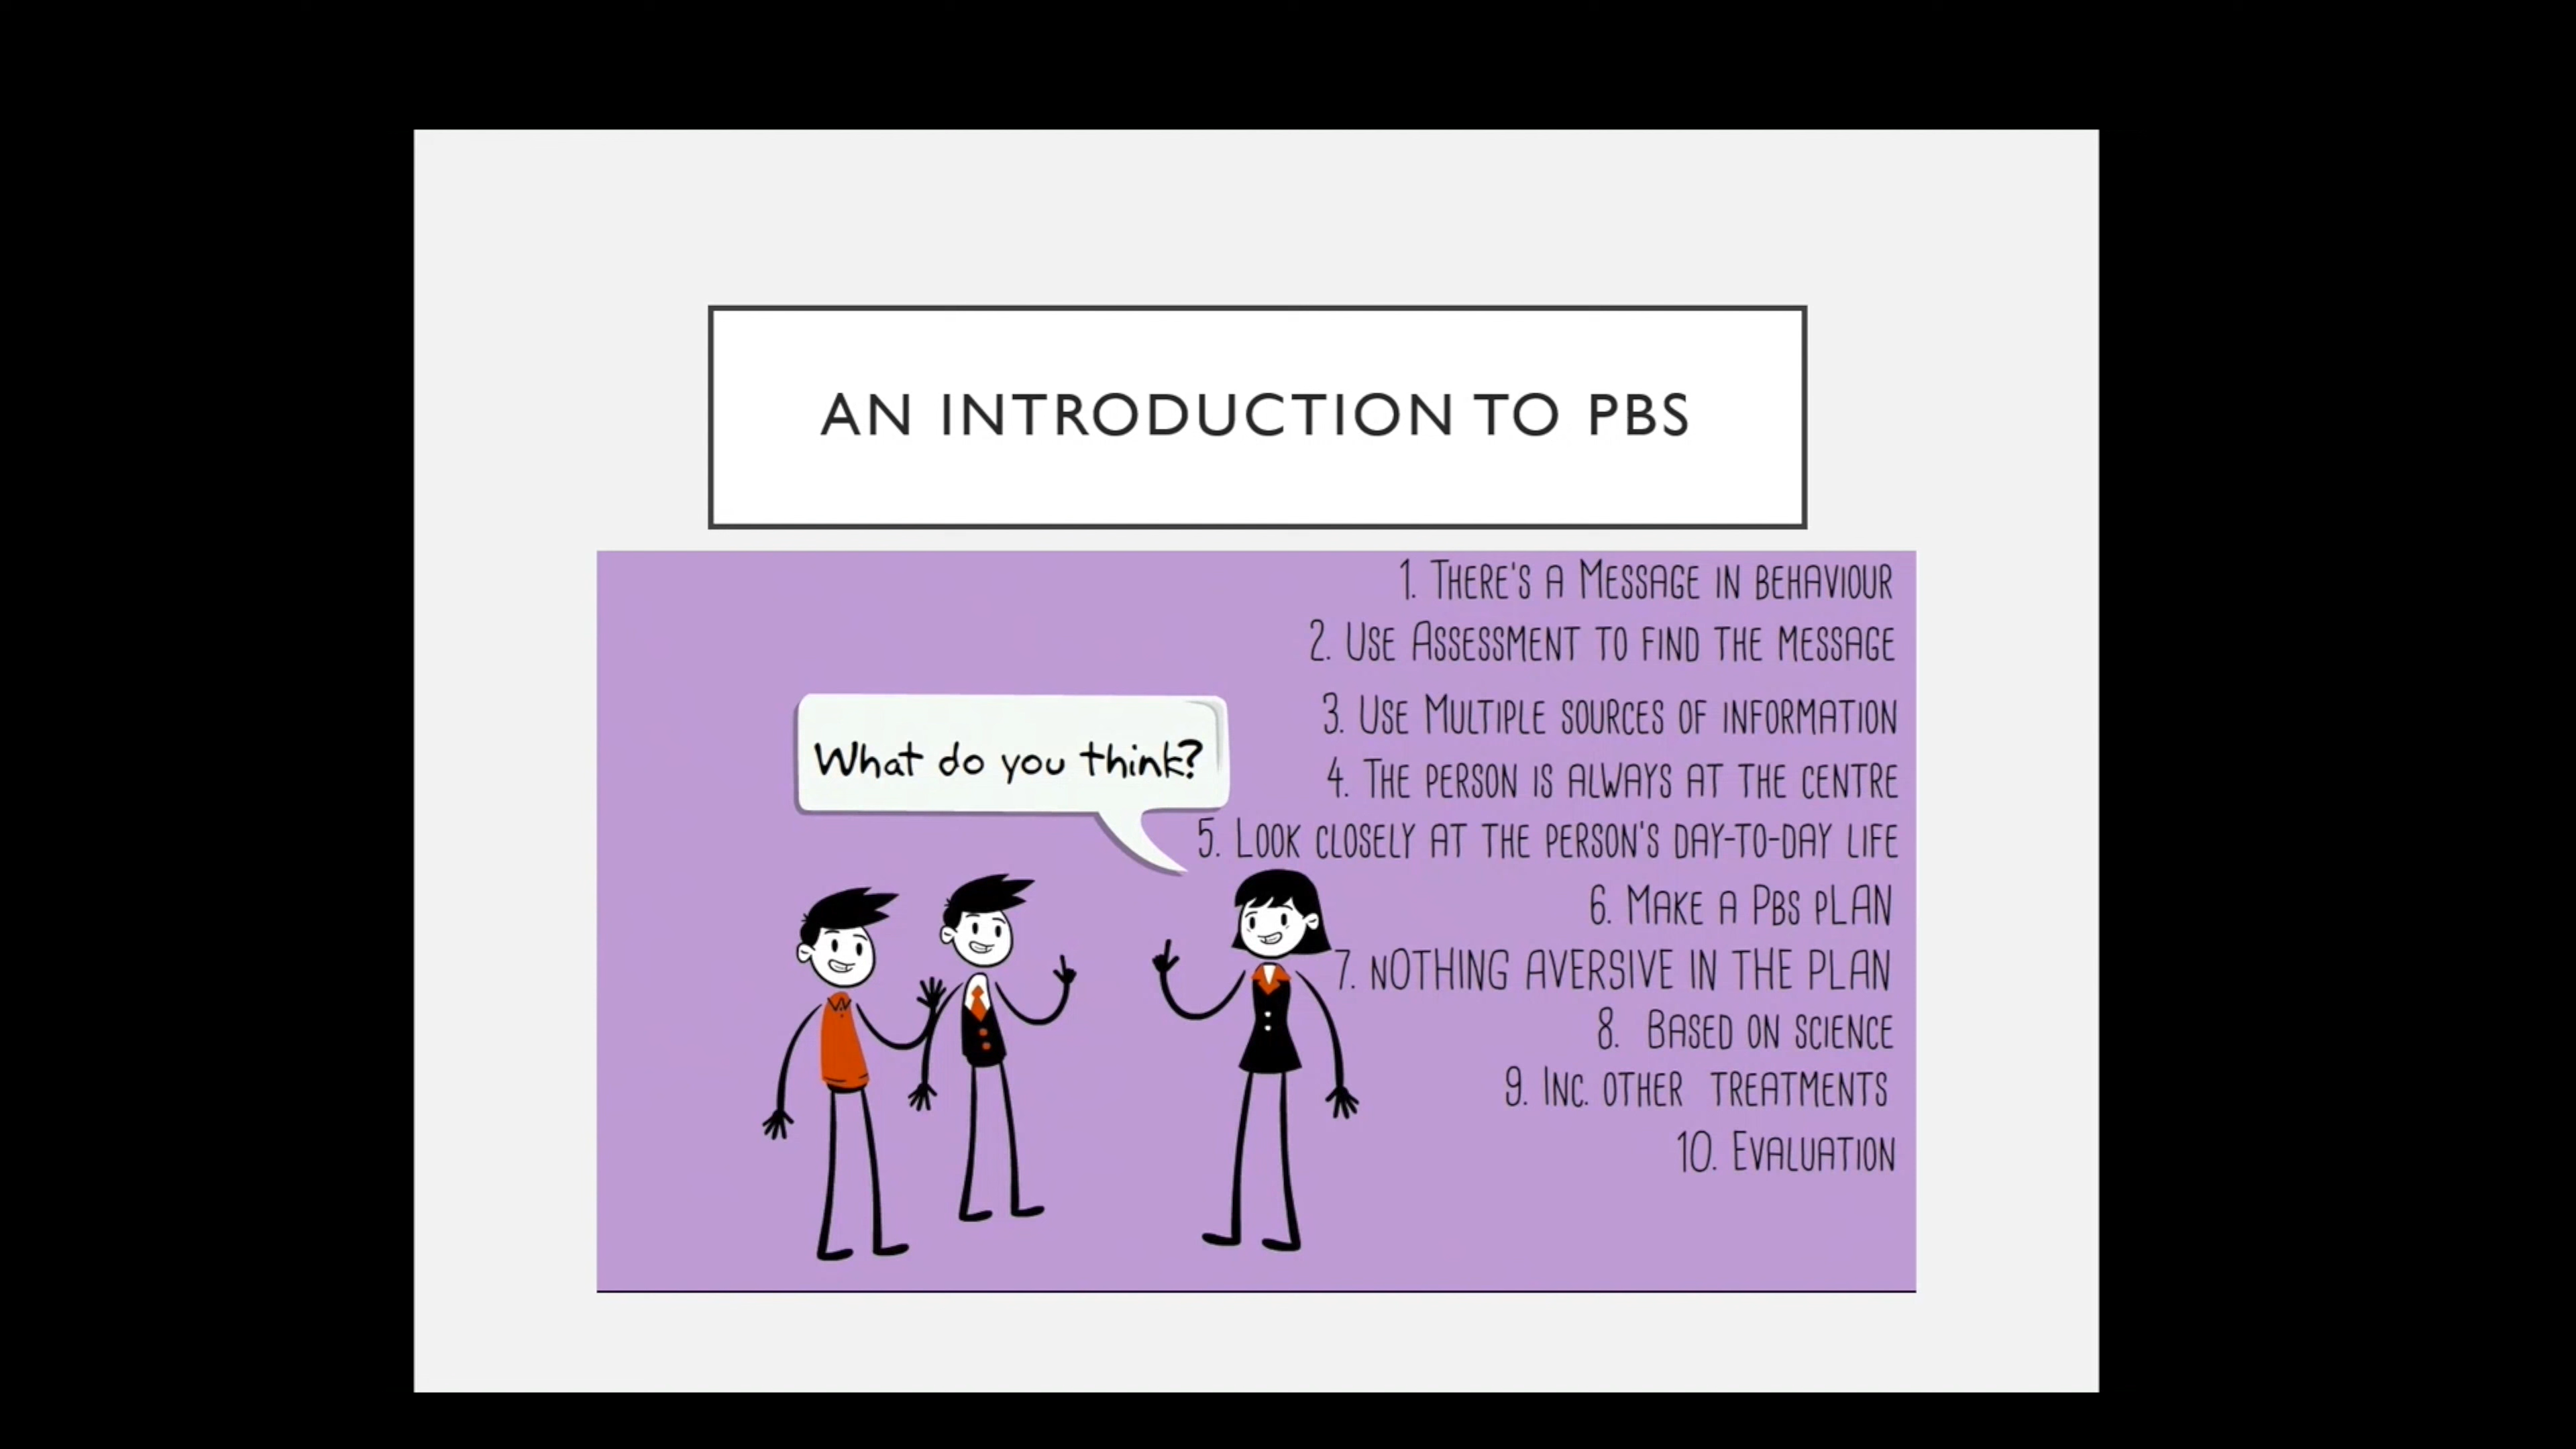 AN INTRODUCTION TO PBS
1. THERE'S A MESSAGE IN BEHAVIOUR
2. USE ASSESSMENT TO FIND THE MESSAGE
3. USE MULTIPLE SOURCES OF INFORMATION
What do you think?
4. THE PERSON IS ALWAYS AT THE CENTRE
5. LOOK CLOSELY AT THE PERSON'S DAY-TO-DAY LIFE
6. MAKE A PBS PLAN
7. NOTHING AVERSIVE IN THE PLAN
8. BASED ON SCIENCE
9. INC. OTHER TREATMENTS
10. EVALUATION